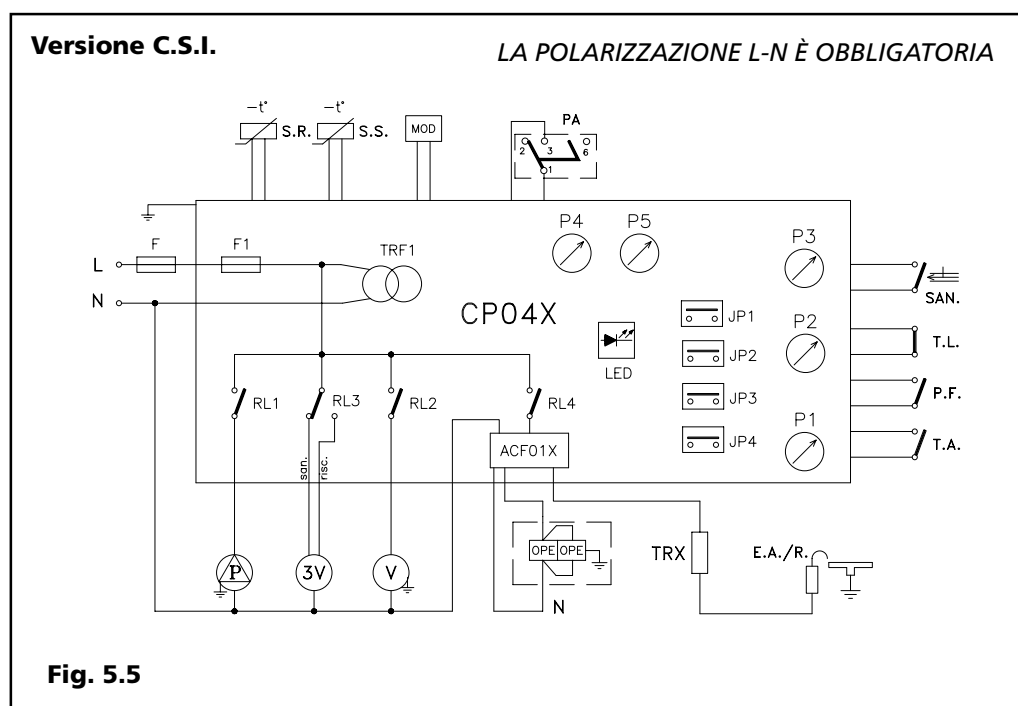 Versione C.S.I.
LA POLARIZZAZIONE L-N È OBBLIGATORIA
-t°
S.R.
-t°
S.S.
MOD
PA
2
3
6
1
F
F1
TRF1
L
N
P4
P5
P3
SAN.
CP04X
LED
JP1
JP2
JP3
JP4
P2
P1
T.L.
P.F.
T.A.
RL1
RL3
RL2
RL4
san.
risc.
ACF01X
P
3V
V
OPE
OPE
N
TRX
E.A./R.
Fig. 5.5